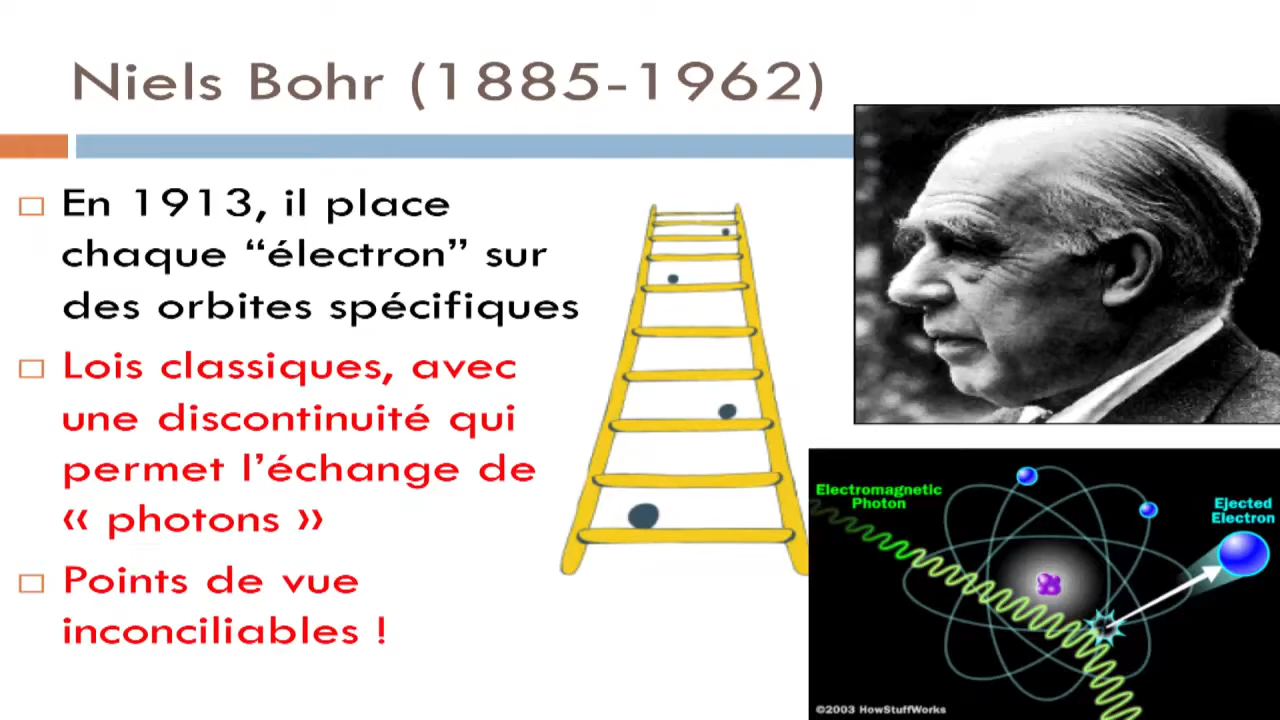 Niels Bohr (1885-1962)
En 1913, il place
chaque “électron” sur
des orbites spécifiques
Lois classiques, avec
une discontinuité qui
permet l’échange de
« photons »
Points de vue
inconciliables !
Electromagnetic
Photon
Ejected
Electron
©2003 HowStuffWorks